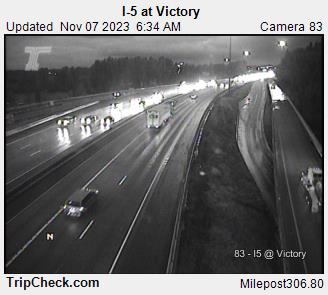 I-5 at Victory
Updated Nov 07 2023 6:34 AM Camera 83
T
N
83 - I5 @ Victory
TripCheck.com Milepost306.80